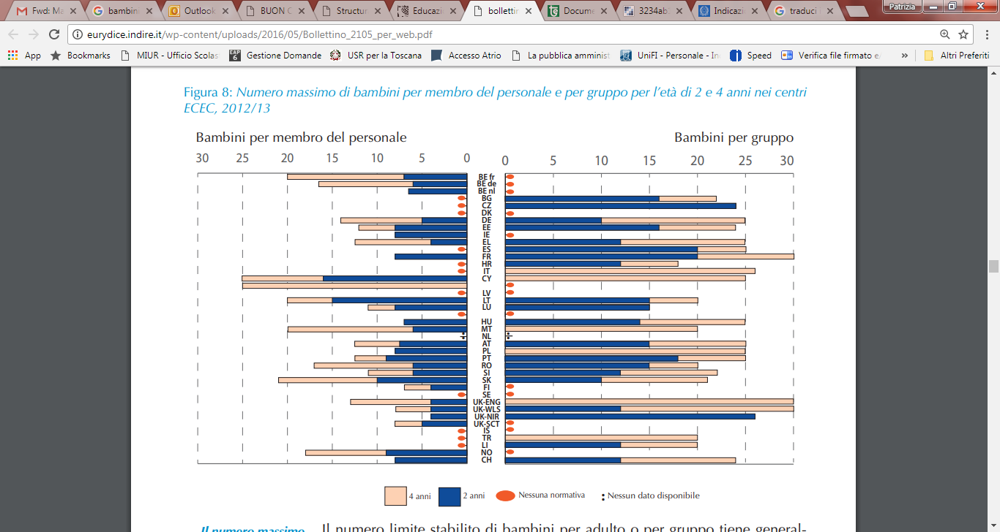 Patrizia
Fwd: Ma
bambin
Outlook
BUON C
Structur
Educazi
bollettin
Docume
3234ab
Indicazi
traduci
eurydice.indire.it/wp-content/uploads/2016/05/Bollettino_2105_per_web.pdf
App Bookmarks MIUR - Ufficio Scolas Gestione Domande USR per la Toscana Accesso Atrio La pubblica amminist UniFI - Personale - In Speed Verifica file firmato e » Altri Preferiti
Figura 8: Numero massimo di bambini per membro del personale e per gruppo per l'età di 2 e 4 anni nei centri
ECEC, 2012/13
Bambini per membro del personale Bambini per gruppo
30 25 20 15 10 5 0 0 5 10 15 20 25 30
BE fr
BE de
BE nl
BG
CZ
DK
DE
EE
IE
EL
ES
FR
HR
IT
CY
LV
LT
LU
HU
MT
NL
AT
PL
PT
RO
SI
SK
FI
SE
UK-ENG
UK-WLS
UK-NIR
UK-SCT
IS
TR
LI
NO
CH
4 anni 2 anni Nessuna normativa : Nessun dato disponibile
Il numero massimo Il numero limite stabilito di bambini per adulto o per gruppo tiene general-